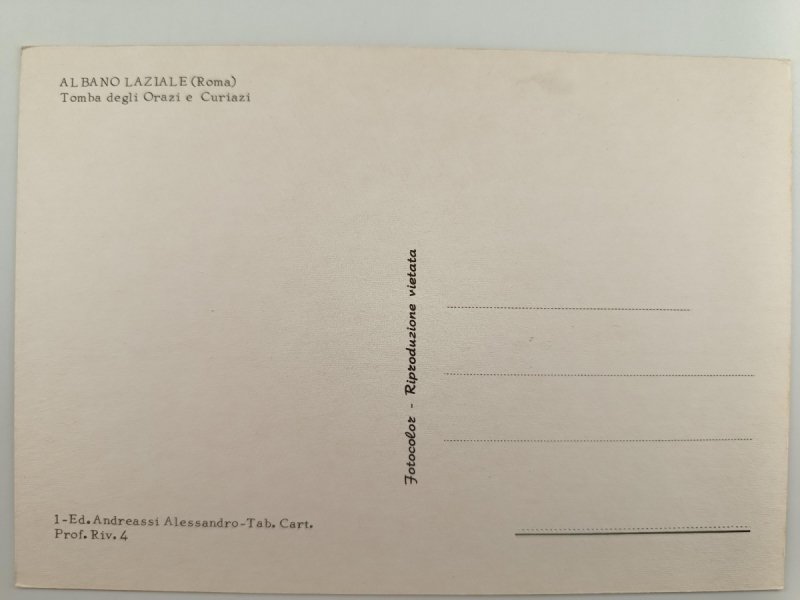 ALBANO LAZIALE (Roma)
Tomba degli Orazi e Curiazi
Fotocolor - Riproduzione vietata
1-Ed. Andreassi Alessandro-Tab. Cart.
Prof. Riv. 4